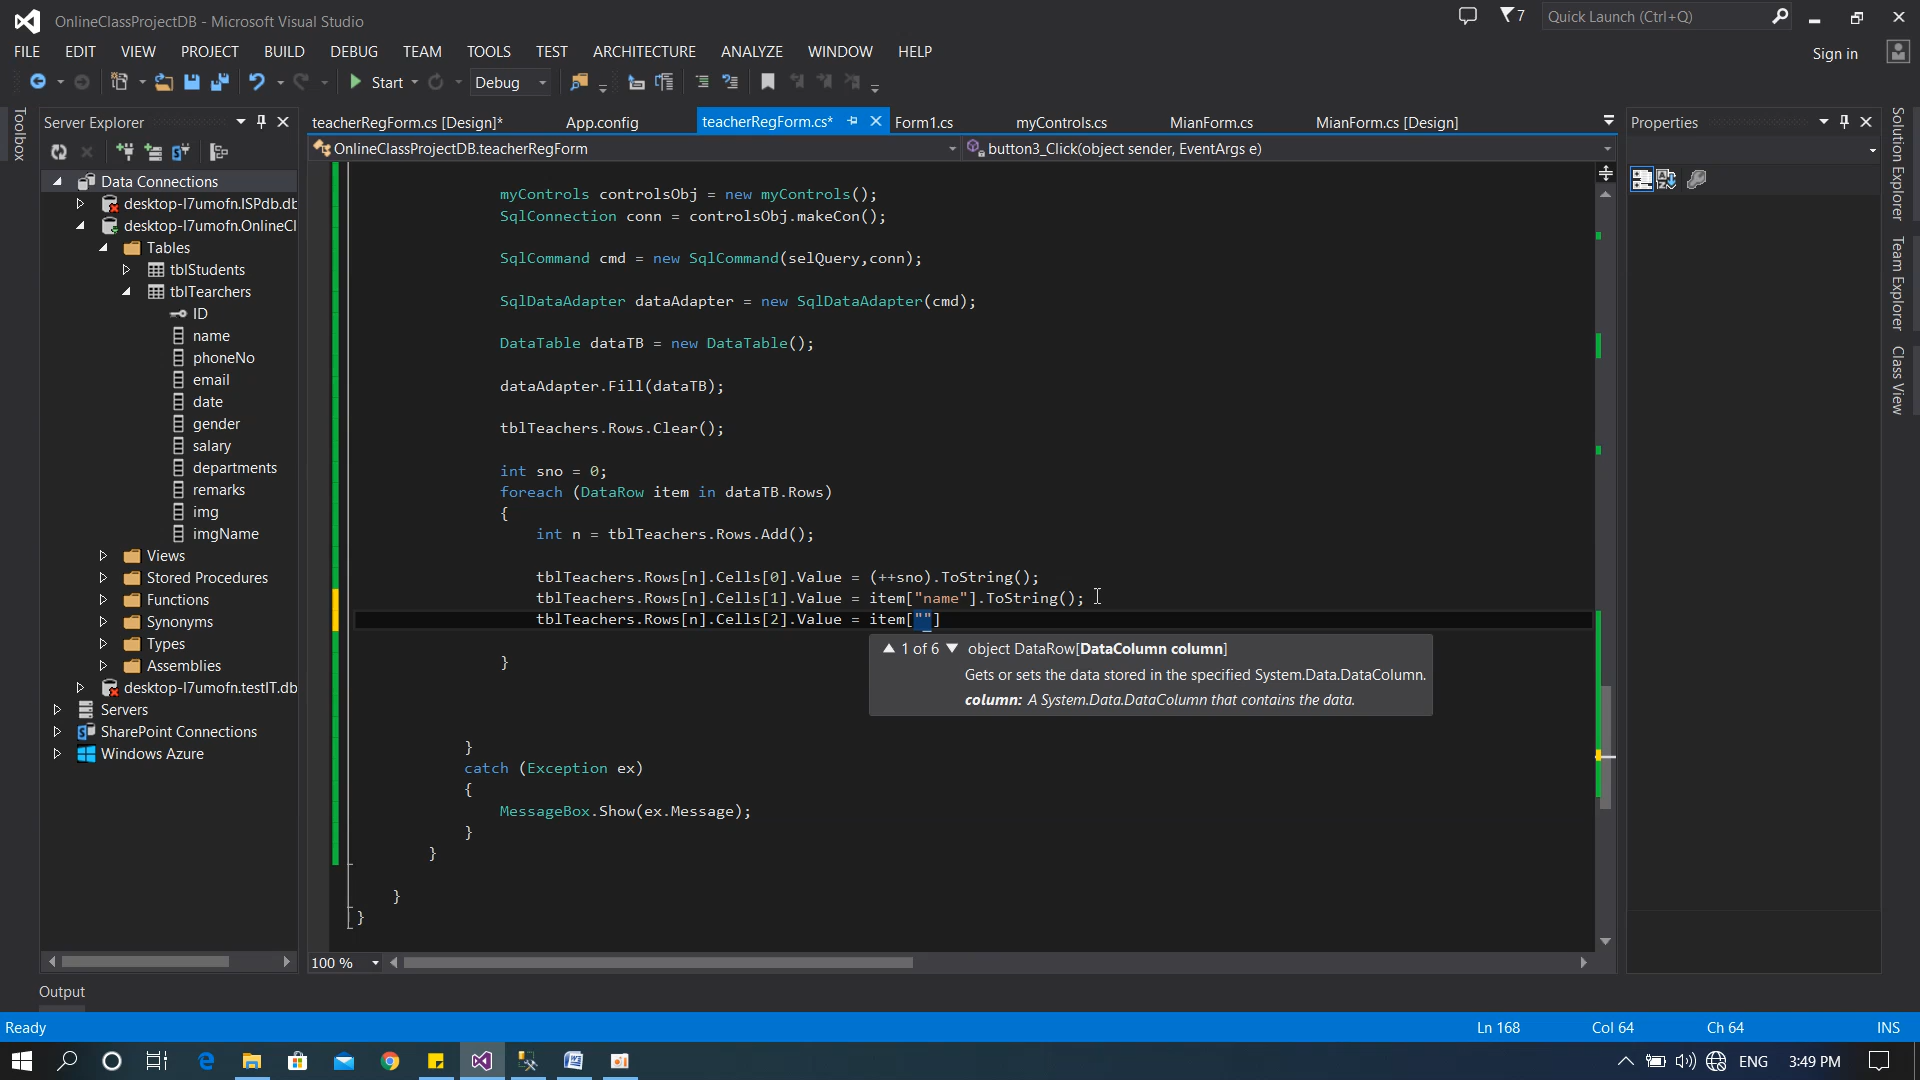 OnlineClassProjectDB - Microsoft Visual Studio
7
Quick Launch (Ctrl+Q)
FILE EDIT VIEW PROJECT BUILD DEBUG TEAM TOOLS TEST ARCHITECTURE ANALYZE WINDOW HELP
Sign in
Start
Debug
Toolbox
Server Explorer
Data Connections
desktop-l7umofn.ISPdb.db
desktop-l7umofn.OnlineCl
Tables
tblStudents
tblTearchers
ID
name
phoneNo
email
date
gender
salary
departments
remarks
img
imgName
Views
Stored Procedures
Functions
Synonyms
Types
Assemblies
desktop-l7umofn.testIT.db
Servers
SharePoint Connections
Windows Azure
teacherRegForm.cs [Design]* App.config teacherRegForm.cs* Form1.cs myControls.cs MianForm.cs MianForm.cs [Design]
OnlineClassProjectDB.teacherRegForm
button3_Click(object sender, EventArgs e)
myControls controlsObj = new myControls();
SqlConnection conn = controlsObj.makeCon();
SqlCommand cmd = new SqlCommand(selQuery,conn);
SqlDataAdapter dataAdapter = new SqlDataAdapter(cmd);
DataTable dataTB = new DataTable();
dataAdapter.Fill(dataTB);
tblTeachers.Rows.Clear();
int sno = 0;
foreach (DataRow item in dataTB.Rows)
{
int n = tblTeachers.Rows.Add();
tblTeachers.Rows[n].Cells[0].Value = (++sno).ToString();
tblTeachers.Rows[n].Cells[1].Value = item["name"].ToString();
tblTeachers.Rows[n].Cells[2].Value = item[""]
1 of 6 object DataRow[DataColumn column]
Gets or sets the data stored in the specified System.Data.DataColumn.
column: A System.Data.DataColumn that contains the data.
}
}
catch (Exception ex)
{
MessageBox.Show(ex.Message);
}
}
}
}
100 %
Properties
Solution Explorer
Team Explorer
Class View
Output
Ready
Ln 168
Col 64
Ch 64
INS
ENG
3:49 PM